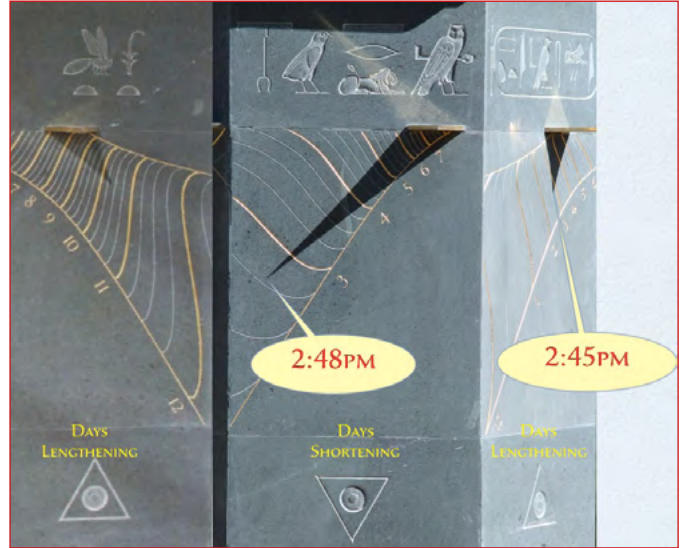 7
8
9
10
11
12
7
6
5
4
3
2:48PM
2:45PM
DAYS
LENGTHENING
DAYS
SHORTENING
DAYS
LENGTHENING